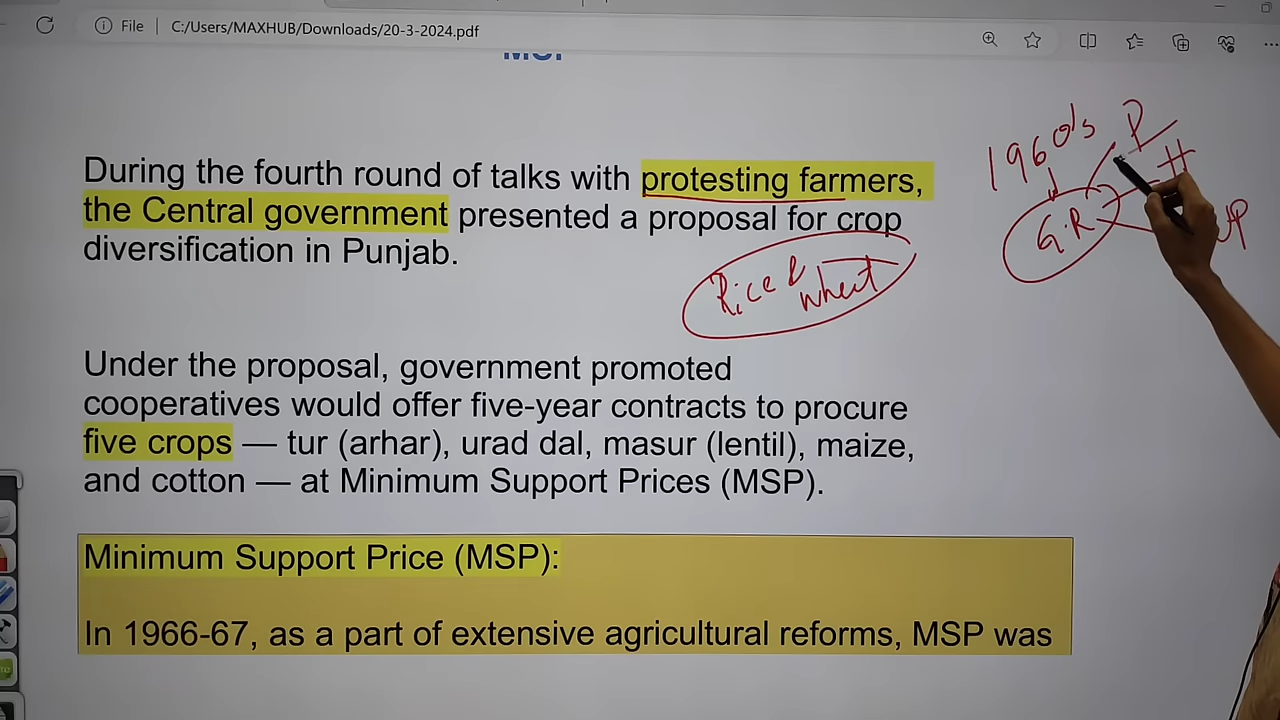 File C:/Users/MAXHUB/Downloads/20-3-2024.pdf
During the fourth round of talks with protesting farmers,
the Central government presented a proposal for crop
diversification in Punjab.
Rice &
wheat
1960's
G.R
P
H
UP
Under the proposal, government promoted
cooperatives would offer five-year contracts to procure
five crops — tur (arhar), urad dal, masur (lentil), maize,
and cotton — at Minimum Support Prices (MSP).
Minimum Support Price (MSP):
In 1966-67, as a part of extensive agricultural reforms, MSP was